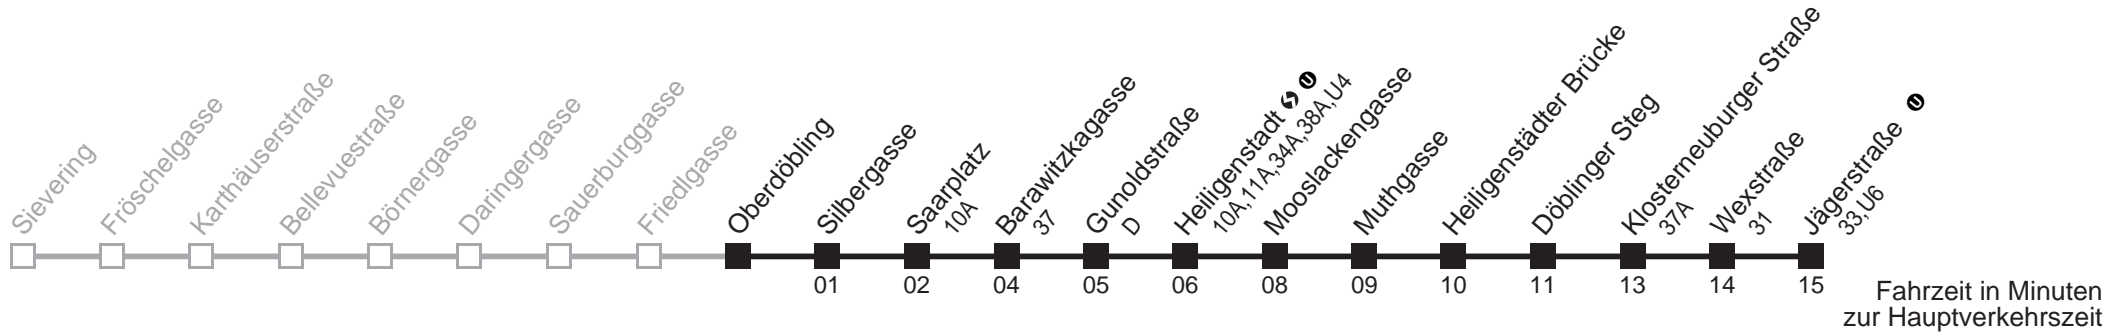 Sievering
Fröschelgasse
Karthäuserstraße
Bellevuestraße
Börnergasse
Daringergasse
Sauerburggasse
Friedlgasse
Oberdöbling
Silbergasse
Saarplatz
10A
Barawitzkagasse
37
Gunoldstraße
D
Heiligenstadt S U
10A,11A,34A,38A,U4
Mooslackengasse
Muthgasse
Heiligenstädter Brücke
Döblinger Steg
Klosterneuburger Straße
37A
Wexstraße
31
Jägerstraße U
33,U6
01 02 04 05 06 08 09 10 11 13 14 15
Fahrzeit in Minuten
zur Hauptverkehrszeit